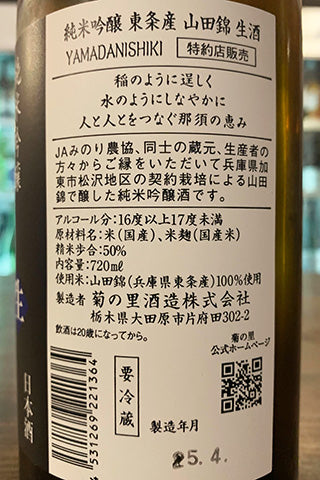 純米吟醸 東条産 山田錦 生酒
YAMADANISHIKI 特約店販売
稲のように逞しく
水のようにしなやかに
人と人とをつなぐ那須の恵み
JAみのり農協、同士の蔵元、生産者の
方々からご縁をいただいて兵庫県加
東市松沢地区の契約栽培による山田
錦で醸した純米吟醸酒です。
アルコール分：16度以上17度未満
原材料名：米（国産）、米麹（国産米）
精米歩合：50%
内容量：720㎖
使用米：山田錦（兵庫県東条産）100%使用
製造者 菊の里酒造株式会社
栃木県大田原市片府田302-2
飲酒は20歳になってから。
菊の里
公式ホームページ
要冷蔵
製造年月
25.4.
4531269221364
日本酒